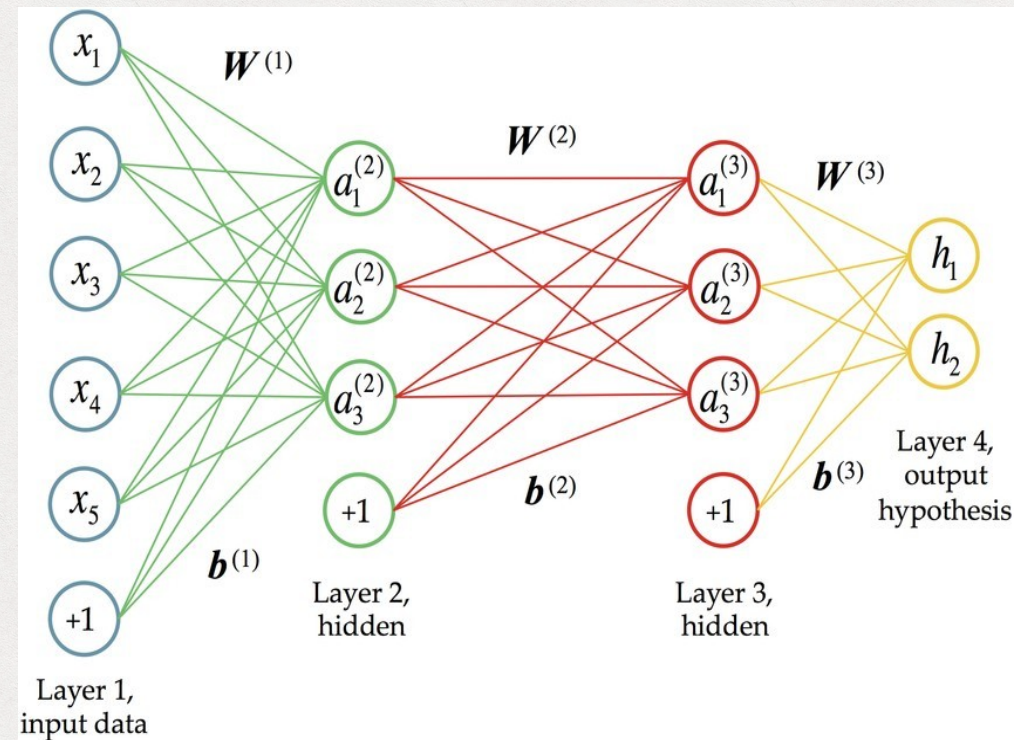 x₁
x₂
x₃
x₄
x₅
+1
Layer 1,
input data
W⁽¹⁾
b⁽¹⁾
a₁⁽²⁾
a₂⁽²⁾
a₃⁽²⁾
+1
Layer 2,
hidden
W⁽²⁾
b⁽²⁾
a₁⁽³⁾
a₂⁽³⁾
a₃⁽³⁾
+1
Layer 3,
hidden
W⁽³⁾
b⁽³⁾
h₁
h₂
Layer 4,
output
hypothesis